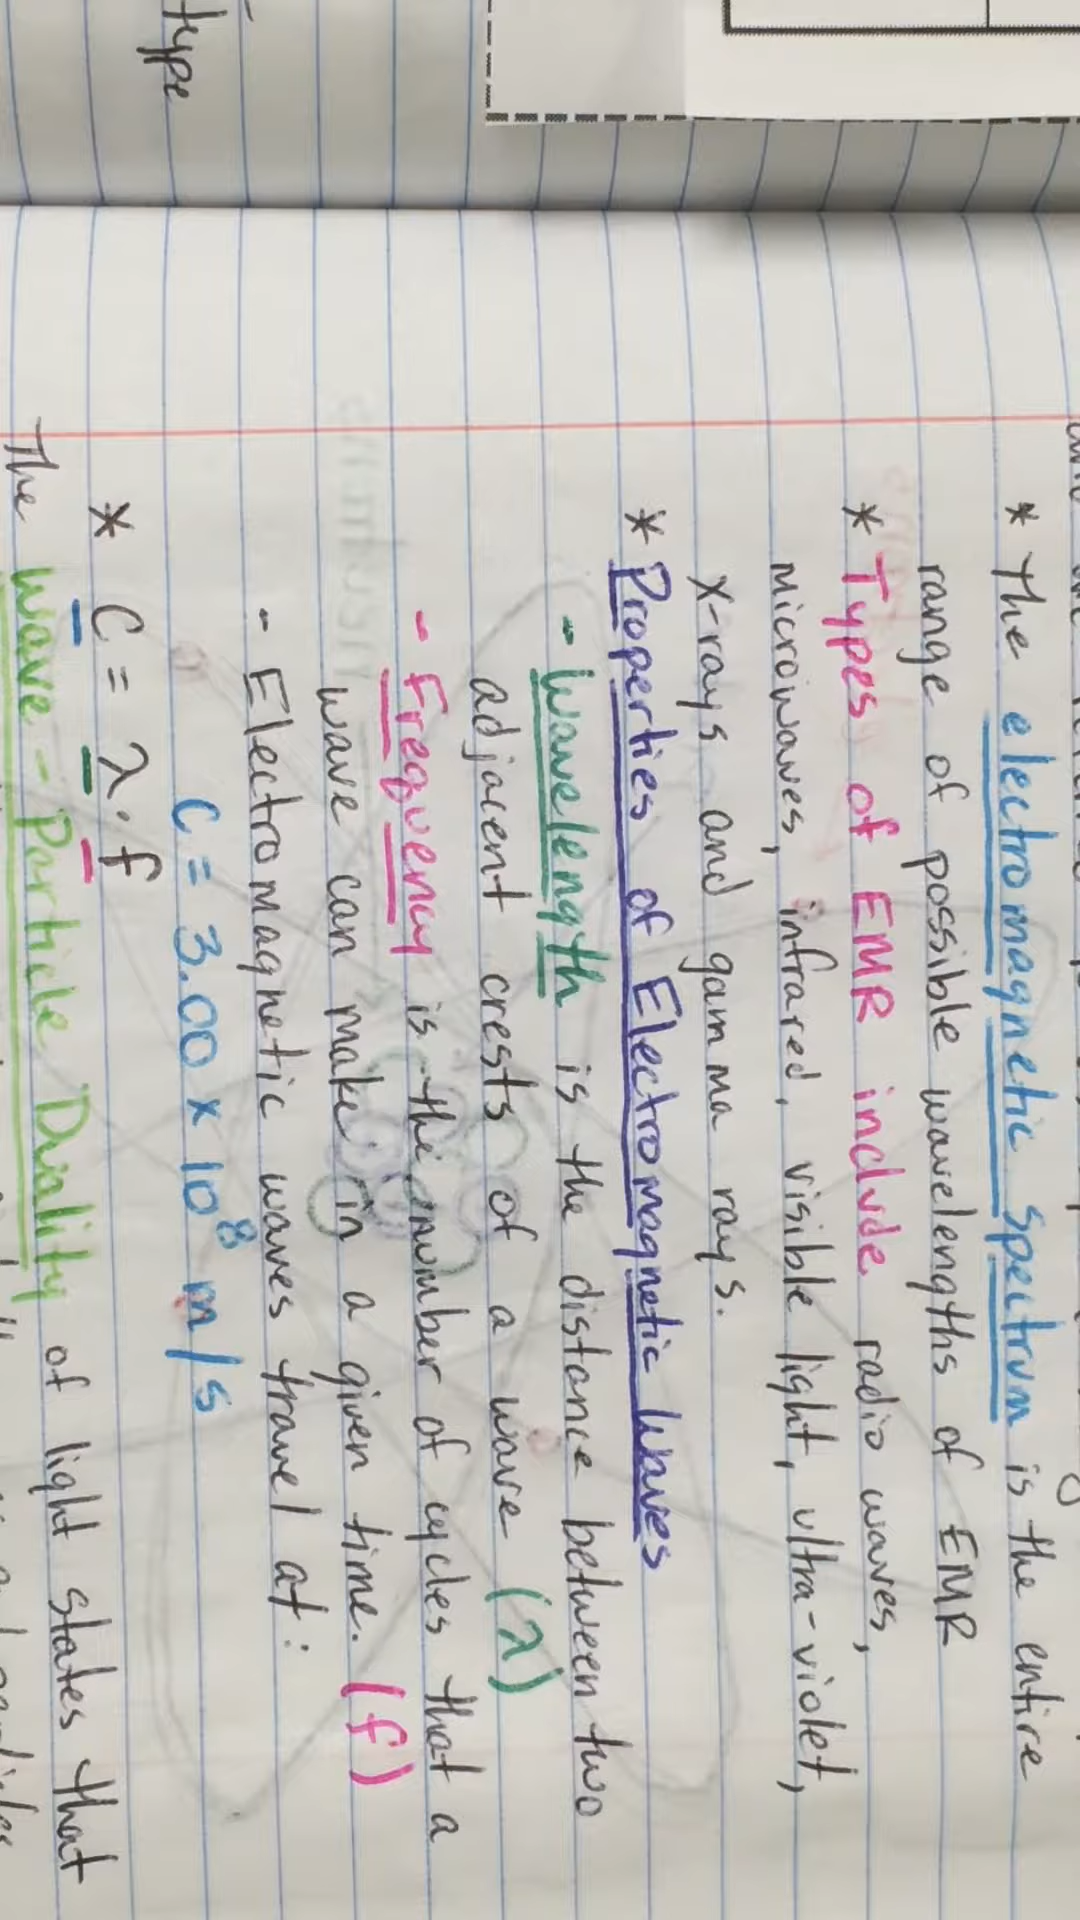 type
* The electromagnetic spectrum is the entire
range of possible wavelengths of EMR
* Types of EMR include radio waves,
microwaves, infrared, visible light, ultra-violet,
x-rays and gamma rays.
* Properties of Electromagnetic Waves
- Wavelength is the distance between two
adjacent crests of a wave (λ)
- Frequency is the number of cycles that a
wave can make in a given time. (f)
- Electromagnetic waves travel at:
C = 3.00 x 10⁸ m/s
* C = λ·f
The Wave-Particle Duality of light states that